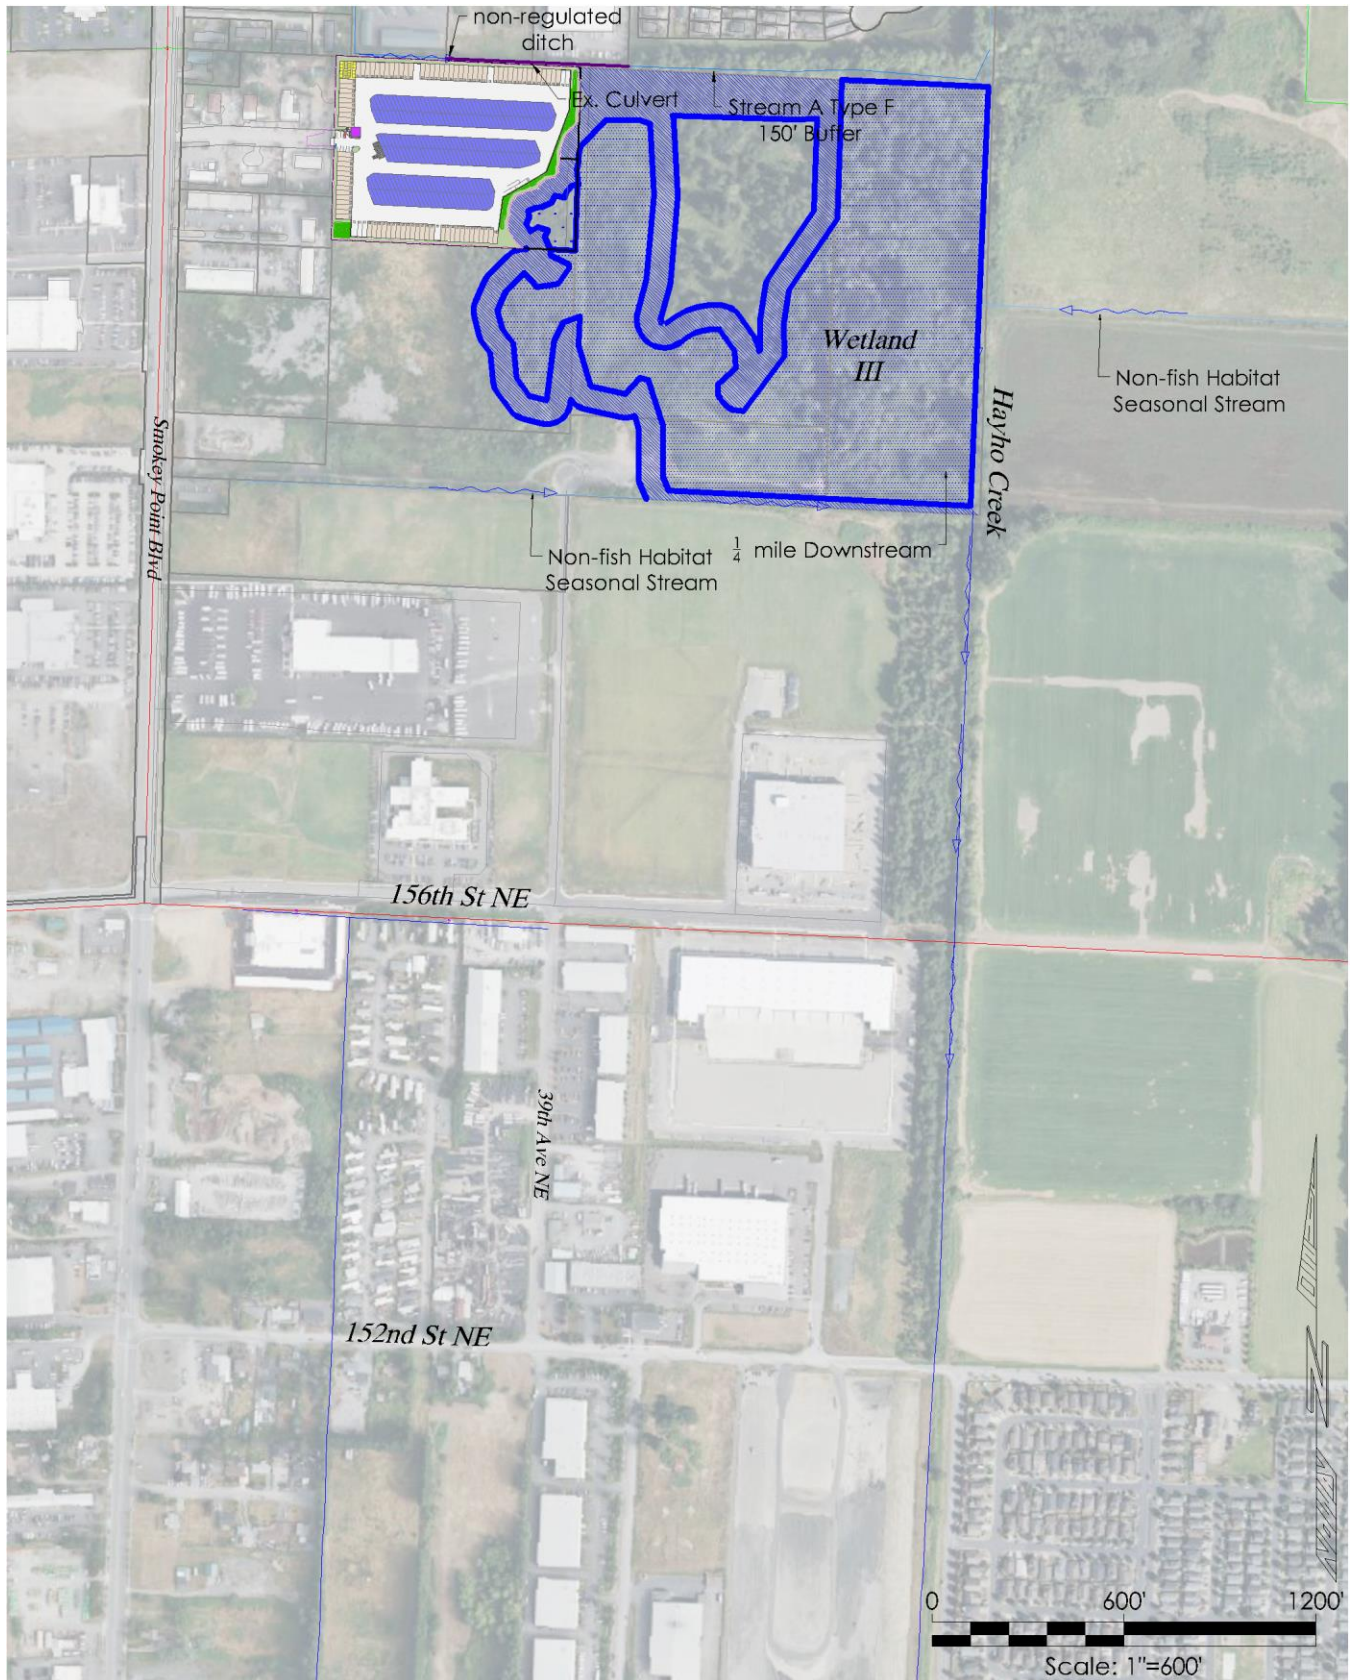 non-regulated
ditch
Ex. Culvert
Stream A Type F
150' Buffer
Wetland
III
Non-fish Habitat
Seasonal Stream
Hayho Creek
Smokey Point Blvd
Non-fish Habitat
Seasonal Stream
1/4 mile Downstream
156th St NE
39th Ave NE
152nd St NE
N
0 600' 1200'
Scale: 1"=600'